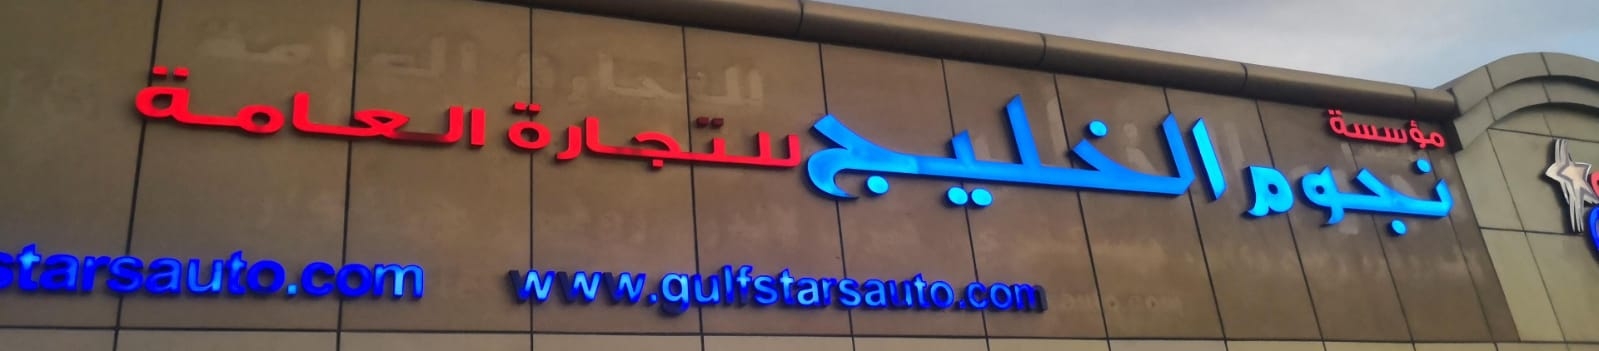 مؤسسة
نجوم الخليج للتجارة العامة
www.gulfstarsauto.com
starsauto.com